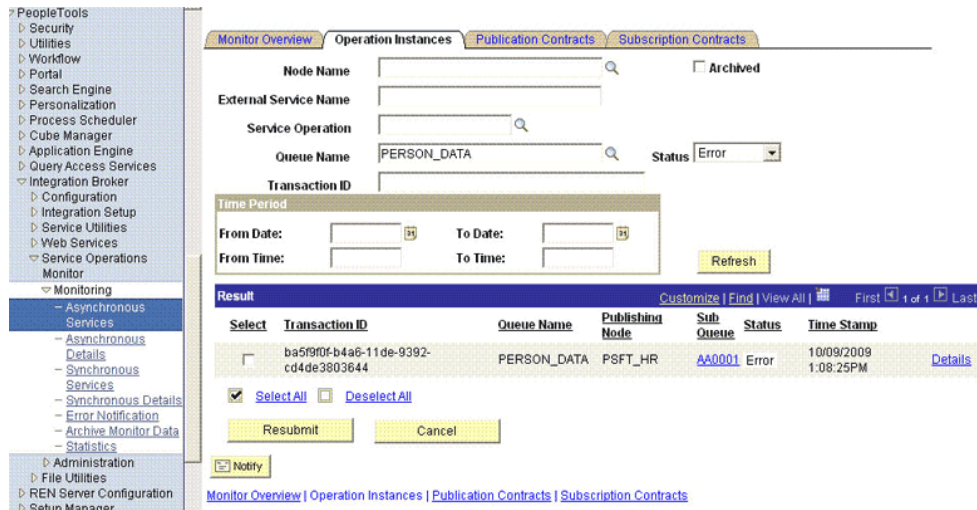 PeopleTools
Security
Utilities
Workflow
Portal
Search Engine
Personalization
Process Scheduler
Cube Manager
Application Engine
Query Access Services
Integration Broker
Configuration
Integration Setup
Service Utilities
Web Services
Service Operations
Monitor
Monitoring
– Asynchronous
Services
– Asynchronous
Details
– Synchronous
Services
– Synchronous Details
– Error Notification
– Archive Monitor Data
– Statistics
Administration
File Utilities
REN Server Configuration
Setup Manager
Monitor Overview Operation Instances Publication Contracts Subscription Contracts
Node Name Archived
External Service Name
Service Operation
Queue Name PERSON_DATA Status Error
Transaction ID
Time Period
From Date: 31 To Date: 31
From Time: To Time:
Refresh
Result Customize | Find | View All | First 1 of 1 Last
Select Transaction ID Queue Name Publishing Node Sub Queue Status Time Stamp
ba5f9f0f-b4a6-11de-9392-
cd4de3803644 PERSON_DATA PSFT_HR AA0001 Error 10/09/2009
1:08:25PM Details
Select All Deselect All
Resubmit Cancel
Notify
Monitor Overview | Operation Instances | Publication Contracts | Subscription Contracts